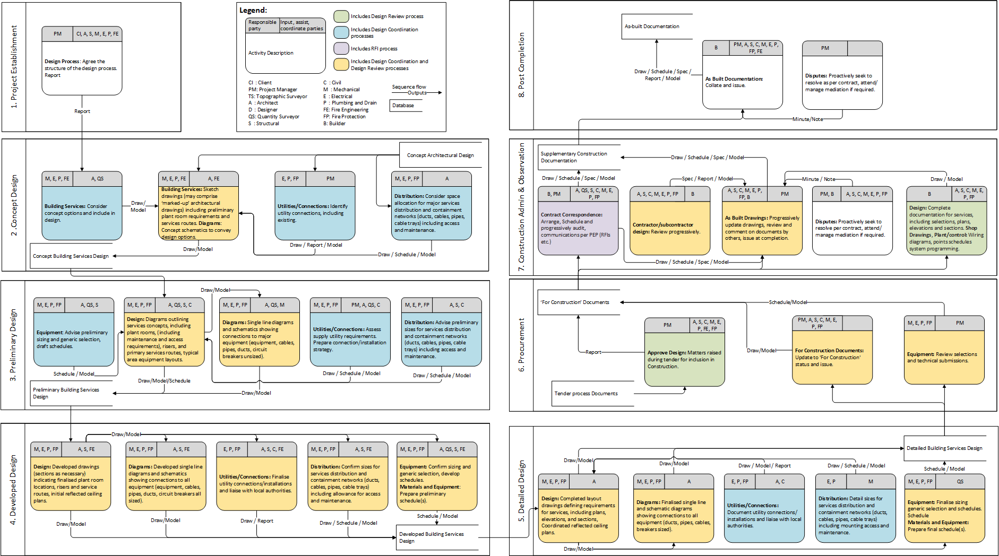 1. Project Establishment
PM
CI, A, S, M, E, P, FE
Design Process: Agree the
structure of the design process.
Report
Report
Legend:
Responsible
party
Input, assist,
coordinate parties
Activity Description
Includes Design Review process
Includes Design Coordination
processes
Includes RFI process
Includes Design Coordination and
Design Review processes
CI : Client
PM: Project Manager
TS: Topographic Surveyor
A : Architect
D : Designer
QS: Quantity Surveyor
S : Structural
C : Civil
M : Mechanical
E : Electrical
P : Plumbing and Drain
FE: Fire Engineering
FP: Fire Protection
B: Builder
Sequence flow
Outputs
Database
2 .Concept Design
Concept Architectural Design
M, E, P, FE
A, QS
Building Services: Consider
concept options and include in
design.
Draw/
Model
M, E, P, FE
A, FE
Building Services: Sketch
drawings (may comprise
'marked-up' architectural
drawings) including preliminary
plant room requirements and
services routes. Diagrams:
Concept schematics to convey
design options.
E, P, FP
PM
Utilities/Connections: Identify
utility connections, including
existing.
M, E, P, FP
A
Distribution: Consider space
allocation for major services
distribution and containment
networks (ducts, cables, pipes,
cable trays) including access
and maintenance.
Draw/Model
Draw / Report / Model
Draw / Schedule / Model
Concept Building Services Design
3. Preliminary Design
Draw/Model
M, E, P, FP
A, QS, S
Equipment: Advise preliminary
sizing and generic selection,
draft schedules.
M, E, P, FP
A, QS, S, C
Design: Diagrams outlining
services concepts, including
plant rooms, (including
maintenance and access
requirements), risers, and
primary services routes, typical
area equipment layouts.
M, E, P, FP
A, QS, M
Diagrams: Single line diagrams
and schematics showing
connections to major
equipment (equipment, cables,
pipes, ducts, circuit
breakers unsized).
M, E, P, FP
PM, A, QS, C
Utilities/Connections: Assess
supply utility requirements.
Prepare connection/installation
strategy.
M, E, P, FP
A, S, C
Distribution: Advise preliminary
sizes for services distribution
and containment networks
(ducts, cables, pipes, cable
trays) including access and
maintenance.
Schedule / Model
Draw/Model/Schedule
Draw/Model
Draw / Schedule / Model
Draw / Schedule / Model
Preliminary Building Services
Design
4. Developed Design
Draw/Model
M, E, P, FP
A, S, FE
Design: Developed drawings
(sections as necessary)
indicating finalised plant room
locations, risers and service
routes, initial reflected ceiling
plans.
M, E, P, FP
A, S, FE
Diagrams: Developed single line
diagrams and schematics
showing connections to all
equipment (equipment, cables,
pipes, ducts, circuit breakers all
sized).
E, P, FP
A, S, C, FE
Utilities/Connections: Finalise
utility connections/installations
and liaise with local authorities.
M, E, P, FP
A, S, FE
Distribution: Confirm sizes for
services distribution and
containment networks (ducts,
cables, pipes, cable trays)
including allowance for access
and maintenance.
M, E, P, FP
A, QS, S, FE
Equipment: Confirm sizing and
generic selection, develop
schedules.
Materials and Equipment:
Prepare preliminary
schedule(s).
Draw/Model
Draw/Model
Draw / Report
Draw / Schedule / Model
Schedule / Model
Developed Building Services
Design
8. Post Completion
As-built Documentation
Draw / Schedule / Spec /
Report / Model
B
PM, A, S, C, M, E, P,
FP, FE
As Built Documentation:
Collate and issue.
PM
Disputes: Proactively seek to
resolve as per contract, attend/
manage mediation if required.
Minute/Note
7. Construction Admin & Observation
Supplementary Construction
Documentation
Draw / Schedule / Spec / Model
Draw / Schedule / Spec / Model
Spec / Report / Model
Minute / Note
Draw / Model
B, PM
A, QS, S, C, M, E,
P, FP
Contract Correspondence:
Arrange, Schedule and
progressively audit,
communications per PEP (RFIs
etc.)
A, S, C, M, E, P, FP
B
Contractor/subcontractor
design: Review progressively.
A, S, C, M, E, P,
FP, B
PM
As Built Drawings: Progressively
update drawings, review and
comment on documents by
others, issue at completion.
PM, B
A, S, C, M, E, P, FP
Disputes: Proactively seek to
resolve per contract, attend/
manage mediation if required.
B
A, S, C, M, E,
P, FP
Design: Complete
documentation for services,
including selections, plans,
elevations and sections. Shop
Drawings, Plant/control: Wiring
diagrams, points schedules
system programming.
Draw / Schedule / Spec / Model
6. Procurement
'For Construction' Documents
Schedule/Model
PM
A, S, C, M, E,
P, FE, FP
Approve Design: Matters raised
during tender for inclusion in
Construction.
Report
Draw/Model
PM, A, S, C, M, E,
P, FP
For Construction Documents:
Update to 'For Construction'
status and issue.
M, E, P, FP
PM
Equipment: Review selections
and technical submissions.
Tender process Documents
5. Detailed Design
Detailed Building Services Design
Draw/Model
Draw/Model
Draw / Model / Report
Draw / Schedule / Model
Schedule / Model
M, E, P, FP
A
Design: Completed layout
drawings defining requirements
for services, including plans,
elevations, and sections,
Coordinated reflected ceiling
plans.
M, E, P, FP
A
Diagrams: Finalised single line
and schematic diagrams
showing connections to all
equipment (ducts, pipes, cables,
breakers sized).
E, P, FP
A, C
Utilities/Connections:
Document utility connections/
installations and liaise with local
authorities.
E, P
M
Distribution: Detail sizes for
services distribution and
containment networks (ducts,
cables, pipes, cable trays)
including mounting access and
maintenance.
M, E, P, FP
QS
Equipment: Finalise sizing
generic selection and schedules.
Schedule
Materials and Equipment:
Prepare final schedule(s).
Draw/Model